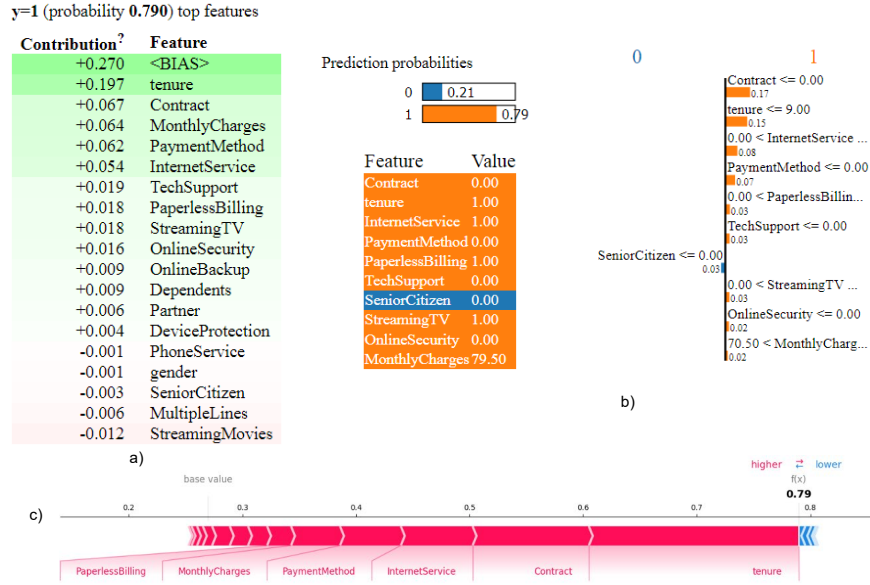 y=1 (probability 0.790) top features
Contribution? Feature
+0.270 <BIAS>
+0.197 tenure
+0.067 Contract
+0.064 MonthlyCharges
+0.062 PaymentMethod
+0.054 InternetService
+0.019 TechSupport
+0.018 PaperlessBilling
+0.018 StreamingTV
+0.016 OnlineSecurity
+0.009 OnlineBackup
+0.009 Dependents
+0.006 Partner
+0.004 DeviceProtection
-0.001 PhoneService
-0.001 gender
-0.003 SeniorCitizen
-0.006 MultipleLines
-0.012 StreamingMovies
a)
Prediction probabilities
0 0.21
1 0.79
Feature Value
Contract 0.00
tenure 1.00
InternetService 1.00
PaymentMethod 0.00
PaperlessBilling 1.00
TechSupport 0.00
SeniorCitizen 0.00
StreamingTV 1.00
OnlineSecurity 0.00
MonthlyCharges 79.50
0 1
Contract <= 0.00
0.17
tenure <= 9.00
0.15
0.00 < InternetService ...
0.08
PaymentMethod <= 0.00
0.07
0.00 < PaperlessBillin...
0.03
TechSupport <= 0.00
0.03
SeniorCitizen <= 0.00
0.03
0.00 < StreamingTV ...
0.03
OnlineSecurity <= 0.00
0.02
70.50 < MonthlyCharg...
0.02
b)
higher ⇄ lower
base value f(x)
0.79
c)
0.2 0.3 0.4 0.5 0.6 0.7 0.8
PaperlessBilling MonthlyCharges PaymentMethod InternetService Contract tenure